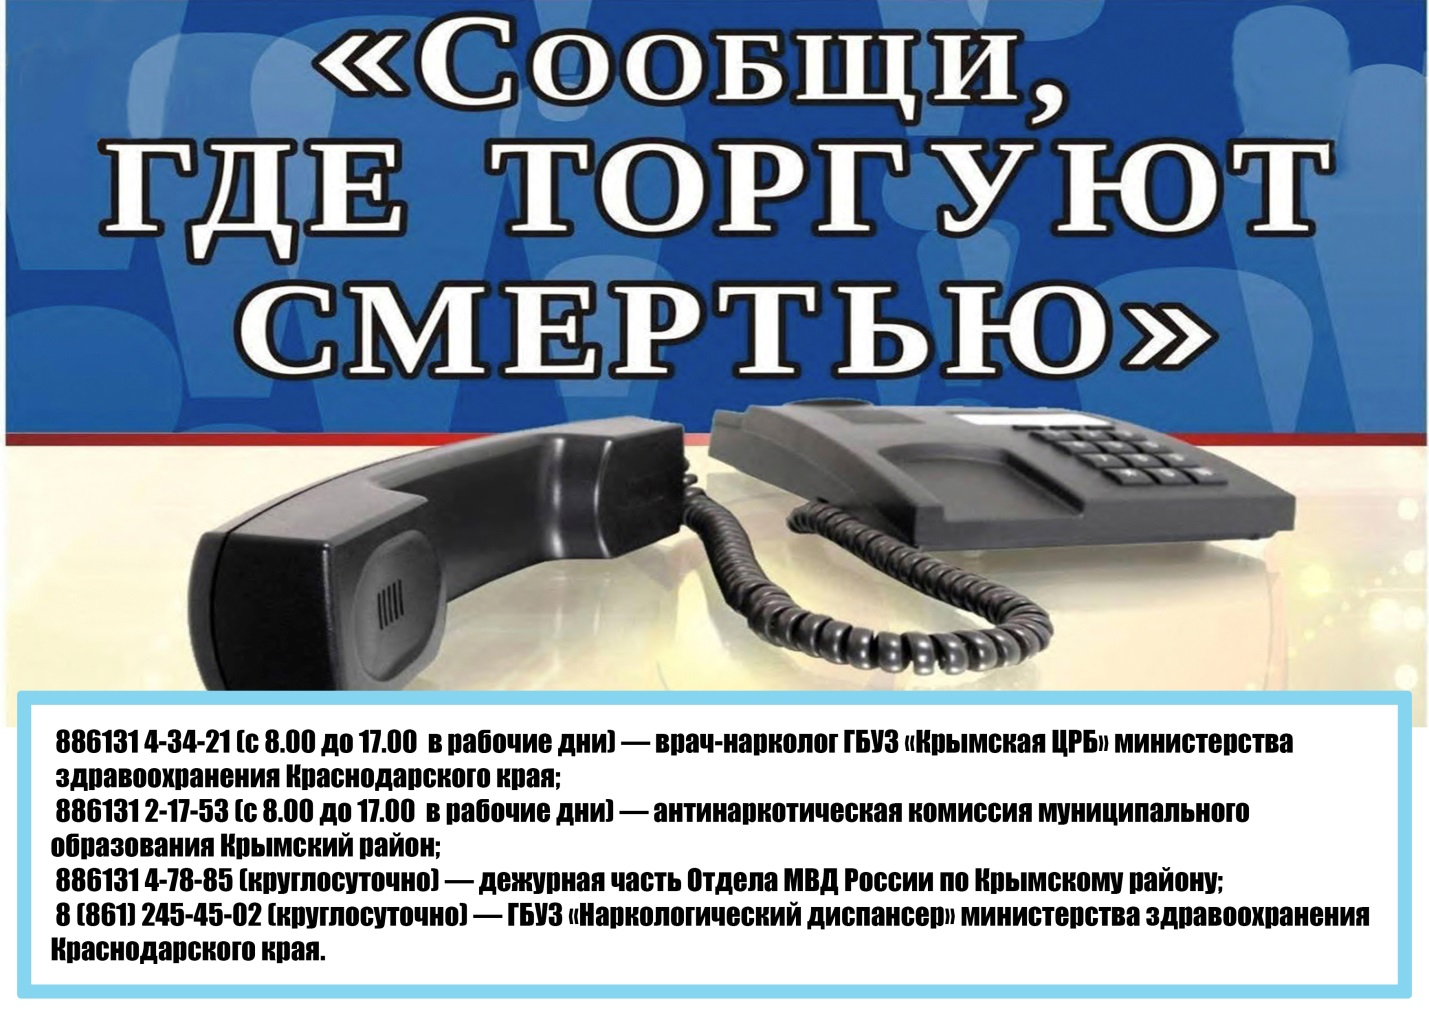 «Сообщи,
ГДЕ ТОРГУЮТ
СМЕРТЬЮ»
886131 4-34-21 (с 8.00 до 17.00 в рабочие дни) — врач-нарколог ГБУЗ «Крымская ЦРБ» министерства
здравоохранения Краснодарского края;
886131 2-17-53 (с 8.00 до 17.00 в рабочие дни) — антинаркотическая комиссия муниципального
образования Крымский район;
886131 4-78-85 (круглосуточно) — дежурная часть Отдела МВД России по Крымскому району;
8 (861) 245-45-02 (круглосуточно) — ГБУЗ «Наркологический диспансер» министерства здравоохранения
Краснодарского края.